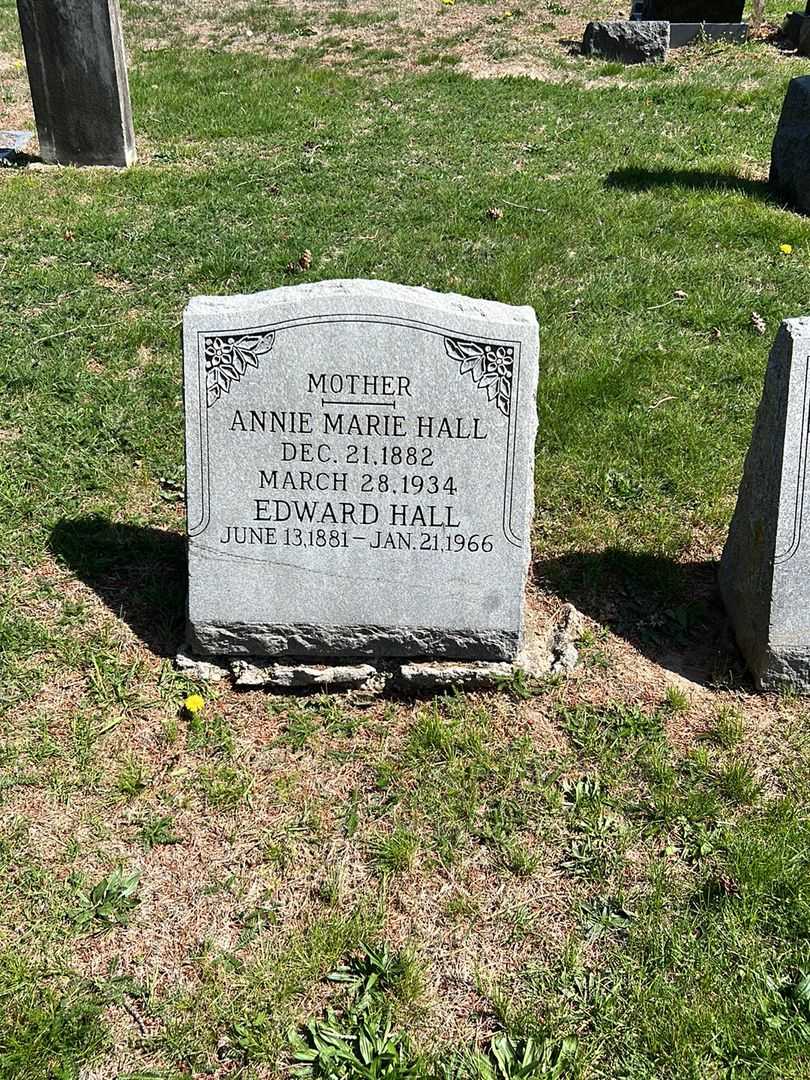 MOTHER
ANNIE MARIE HALL
DEC. 21, 1882
MARCH 28, 1934
EDWARD HALL
JUNE 13, 1881 – JAN. 21, 1966